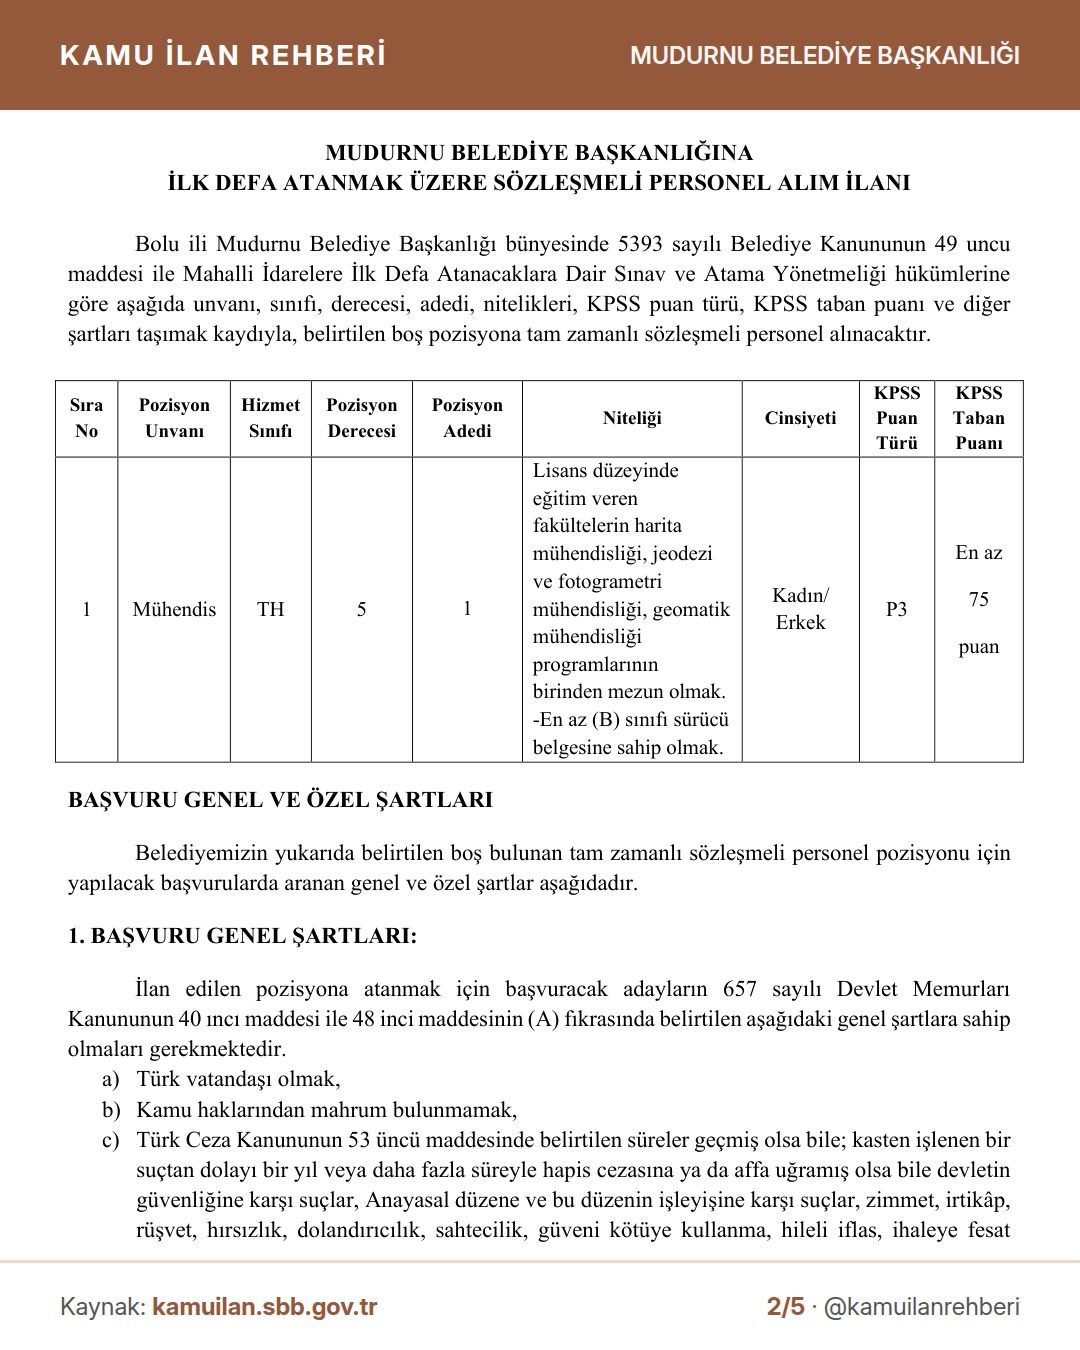 KAMU İLAN REHBERİ
MUDURNU BELEDİYE BAŞKANLIĞI
MUDURNU BELEDİYE BAŞKANLIĞINA
İLK DEFA ATANMAK ÜZERE SÖZLEŞMELİ PERSONEL ALIM İLANI
Bolu ili Mudurnu Belediye Başkanlığı bünyesinde 5393 sayılı Belediye Kanununun 49 uncu
maddesi ile Mahalli İdarelere İlk Defa Atanacaklara Dair Sınav ve Atama Yönetmeliği hükümlerine
göre aşağıda unvanı, sınıfı, derecesi, adedi, nitelikleri, KPSS puan türü, KPSS taban puanı ve diğer
şartları taşımak kaydıyla, belirtilen boş pozisyona tam zamanlı sözleşmeli personel alınacaktır.
Sıra
No
Pozisyon
Unvanı
Hizmet
Sınıfı
Pozisyon
Derecesi
Pozisyon
Adedi
Niteliği
Cinsiyeti
KPSS
Puan
Türü
KPSS
Taban
Puanı
1
Mühendis
TH
5
1
Lisans düzeyinde
eğitim veren
fakültelerin harita
mühendisliği, jeodezi
ve fotogrametri
mühendisliği, geomatik
mühendisliği
programlarının
birinden mezun olmak.
-En az (B) sınıfı sürücü
belgesine sahip olmak.
Kadın/
Erkek
P3
En az
75
puan
BAŞVURU GENEL VE ÖZEL ŞARTLARI
Belediyemizin yukarıda belirtilen boş bulunan tam zamanlı sözleşmeli personel pozisyonu için
yapılacak başvurularda aranan genel ve özel şartlar aşağıdadır.
1. BAŞVURU GENEL ŞARTLARI:
İlan edilen pozisyona atanmak için başvuracak adayların 657 sayılı Devlet Memurları
Kanununun 40 ıncı maddesi ile 48 inci maddesinin (A) fıkrasında belirtilen aşağıdaki genel şartlara sahip
olmaları gerekmektedir.
a) Türk vatandaşı olmak,
b) Kamu haklarından mahrum bulunmamak,
c) Türk Ceza Kanununun 53 üncü maddesinde belirtilen süreler geçmiş olsa bile; kasten işlenen bir
suçtan dolayı bir yıl veya daha fazla süreyle hapis cezasına ya da affa uğramış olsa bile devletin
güvenliğine karşı suçlar, Anayasal düzene ve bu düzenin işleyişine karşı suçlar, zimmet, irtikâp,
rüşvet, hırsızlık, dolandırıcılık, sahtecilik, güveni kötüye kullanma, hileli iflas, ihaleye fesat
Kaynak: kamuilan.sbb.gov.tr
2/5 · @kamuilanrehberi